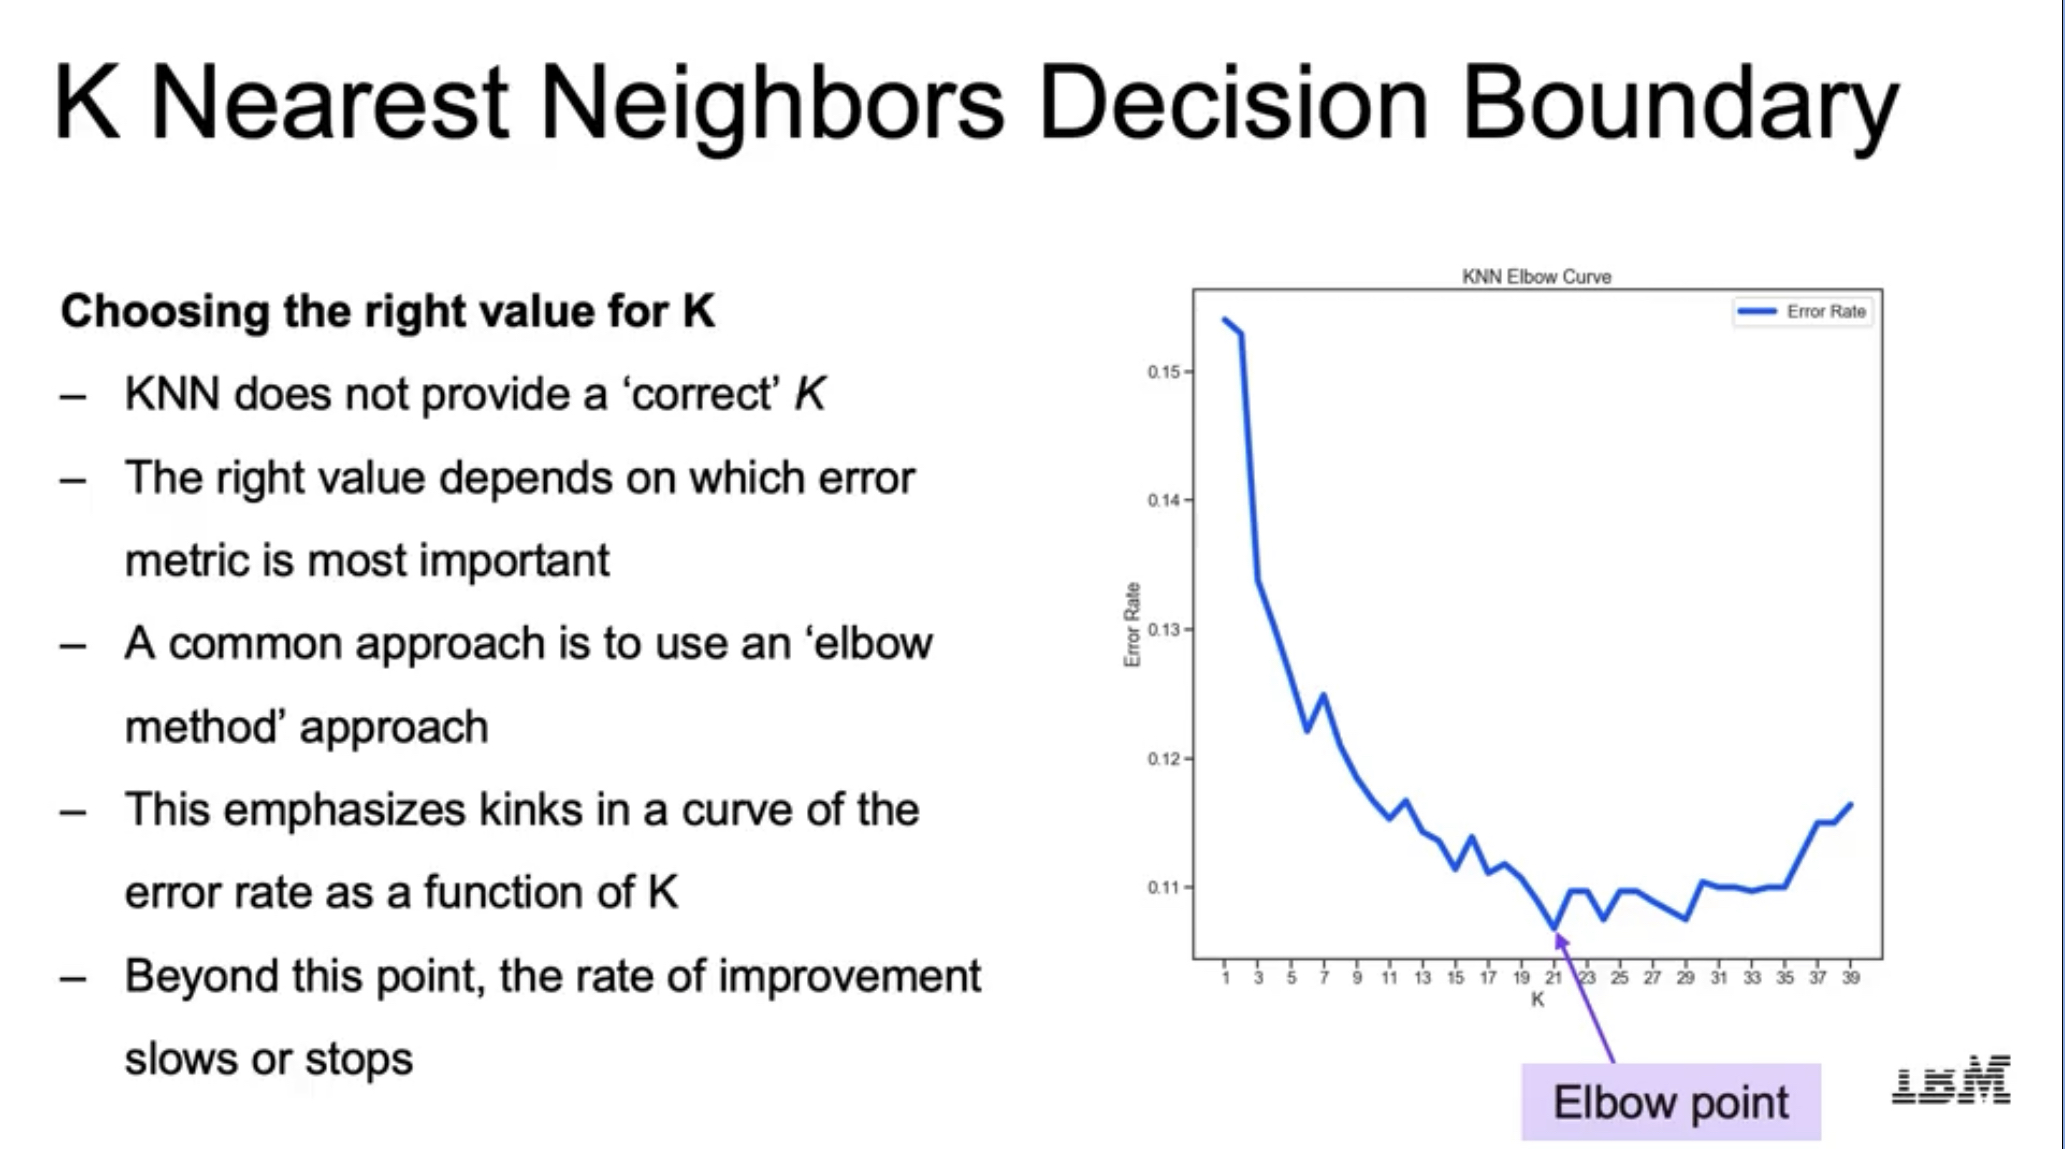 K Nearest Neighbors Decision Boundary
Choosing the right value for K
– KNN does not provide a ‘correct’ K
– The right value depends on which error
metric is most important
– A common approach is to use an ‘elbow
method’ approach
– This emphasizes kinks in a curve of the
error rate as a function of K
– Beyond this point, the rate of improvement
slows or stops
KNN Elbow Curve
Error Rate
0.15
0.14
0.13
0.12
0.11
Error Rate
1 3 5 7 9 11 13 15 17 19 21 23 25 27 29 31 33 35 37 39
K
Elbow point
IBM